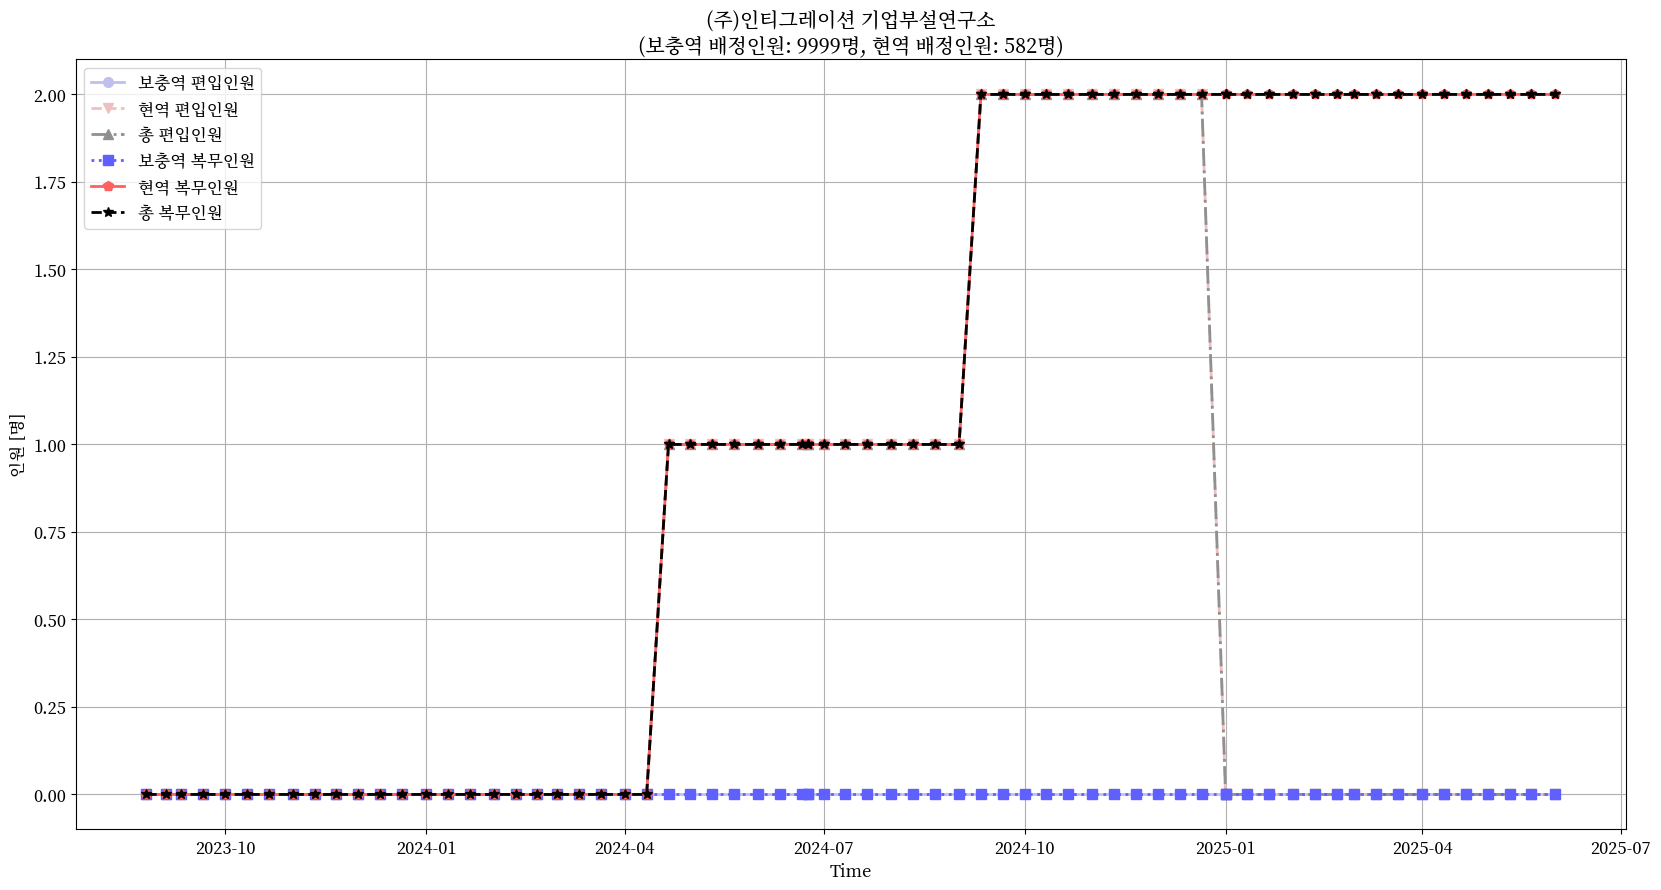 (주)인티그레이션 기업부설연구소
(보충역 배정인원: 9999명, 현역 배정인원: 582명)
보충역 편입인원
현역 편입인원
총 편입인원
보충역 복무인원
현역 복무인원
총 복무인원
2.00
1.75
1.50
1.25
1.00
0.75
0.50
0.25
0.00
인원 [명]
2023-10
2024-01
2024-04
2024-07
2024-10
2025-01
2025-04
2025-07
Time